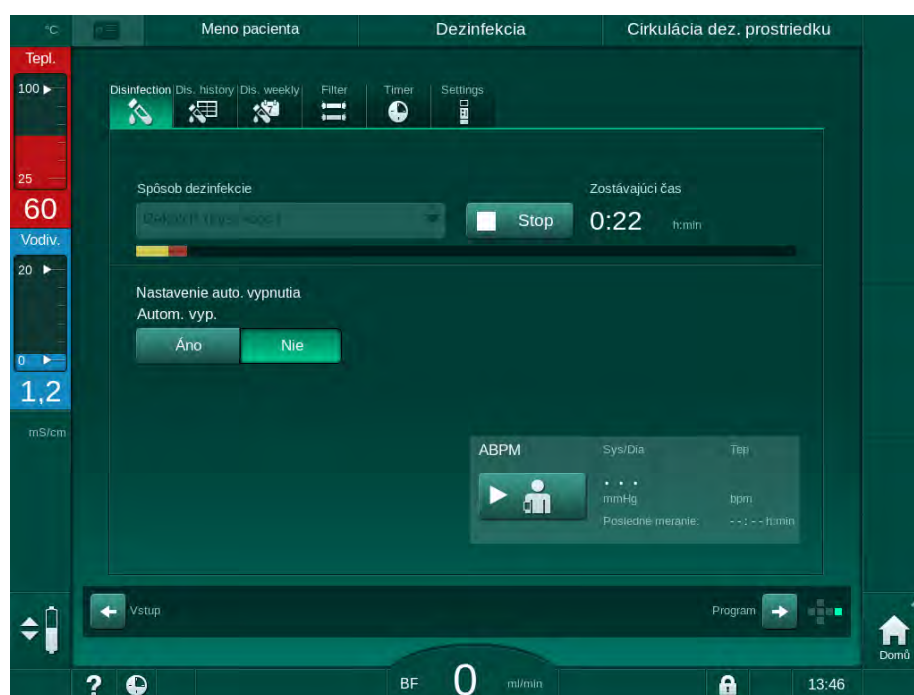 °C Meno pacienta Dezinfekcia Cirkulácia dez. prostriedku
Tepl.
100
25
60
Vodiv.
20
0
1,2
mS/cm
Disinfection Dis. history Dis. weekly Filter Timer Settings
7
Spôsob dezinfekcie
Stop
Zostávajúci čas
0:22 h:min
Nastavenie auto. vypnutia
Autom. vyp.
Áno Nie
ABPM Sys/Dia Tep
. . .
mmHg bpm
Posledné meranie: --:-- h:min
Vstup Program
Domů
? BF 0 ml/min 13:46